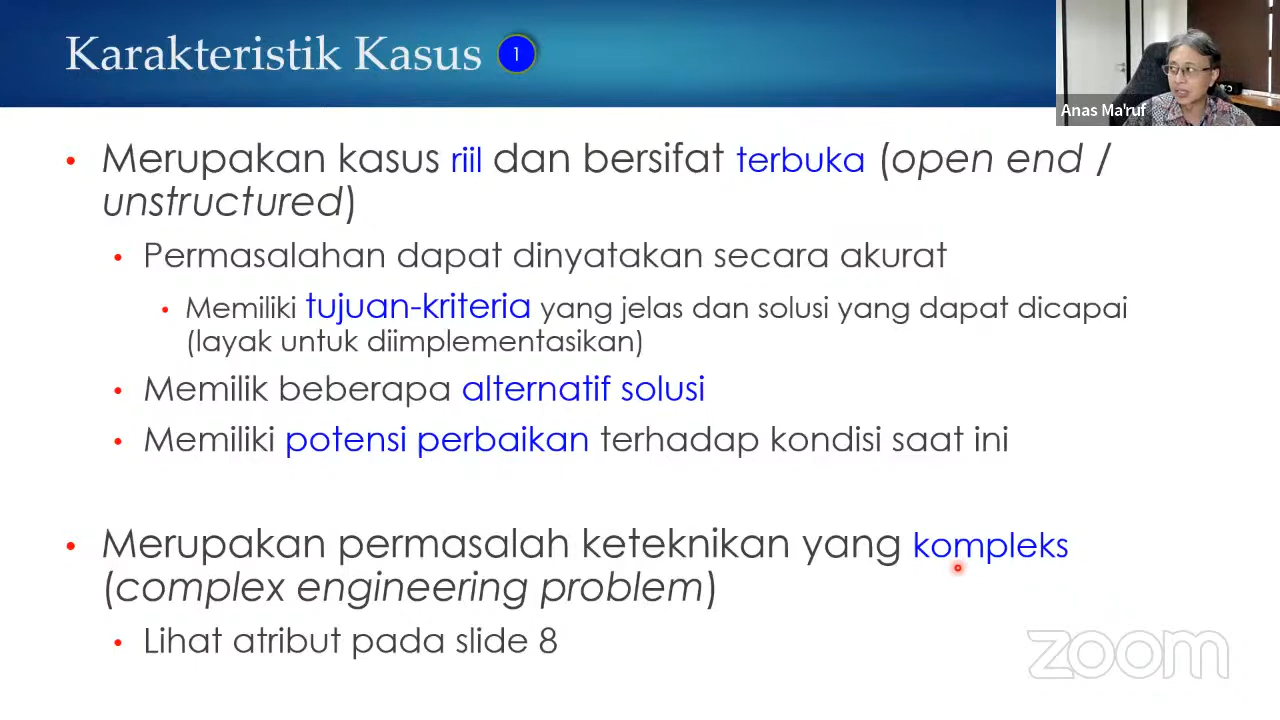 Karakteristik Kasus 1
Anas Ma'ruf
• Merupakan kasus riil dan bersifat terbuka (open end /
unstructured)
• Permasalahan dapat dinyatakan secara akurat
• Memiliki tujuan-kriteria yang jelas dan solusi yang dapat dicapai
(layak untuk diimplementasikan)
• Memilik beberapa alternatif solusi
• Memiliki potensi perbaikan terhadap kondisi saat ini
• Merupakan permasalah keteknikan yang kompleks
(complex engineering problem)
• Lihat atribut pada slide 8
zoom